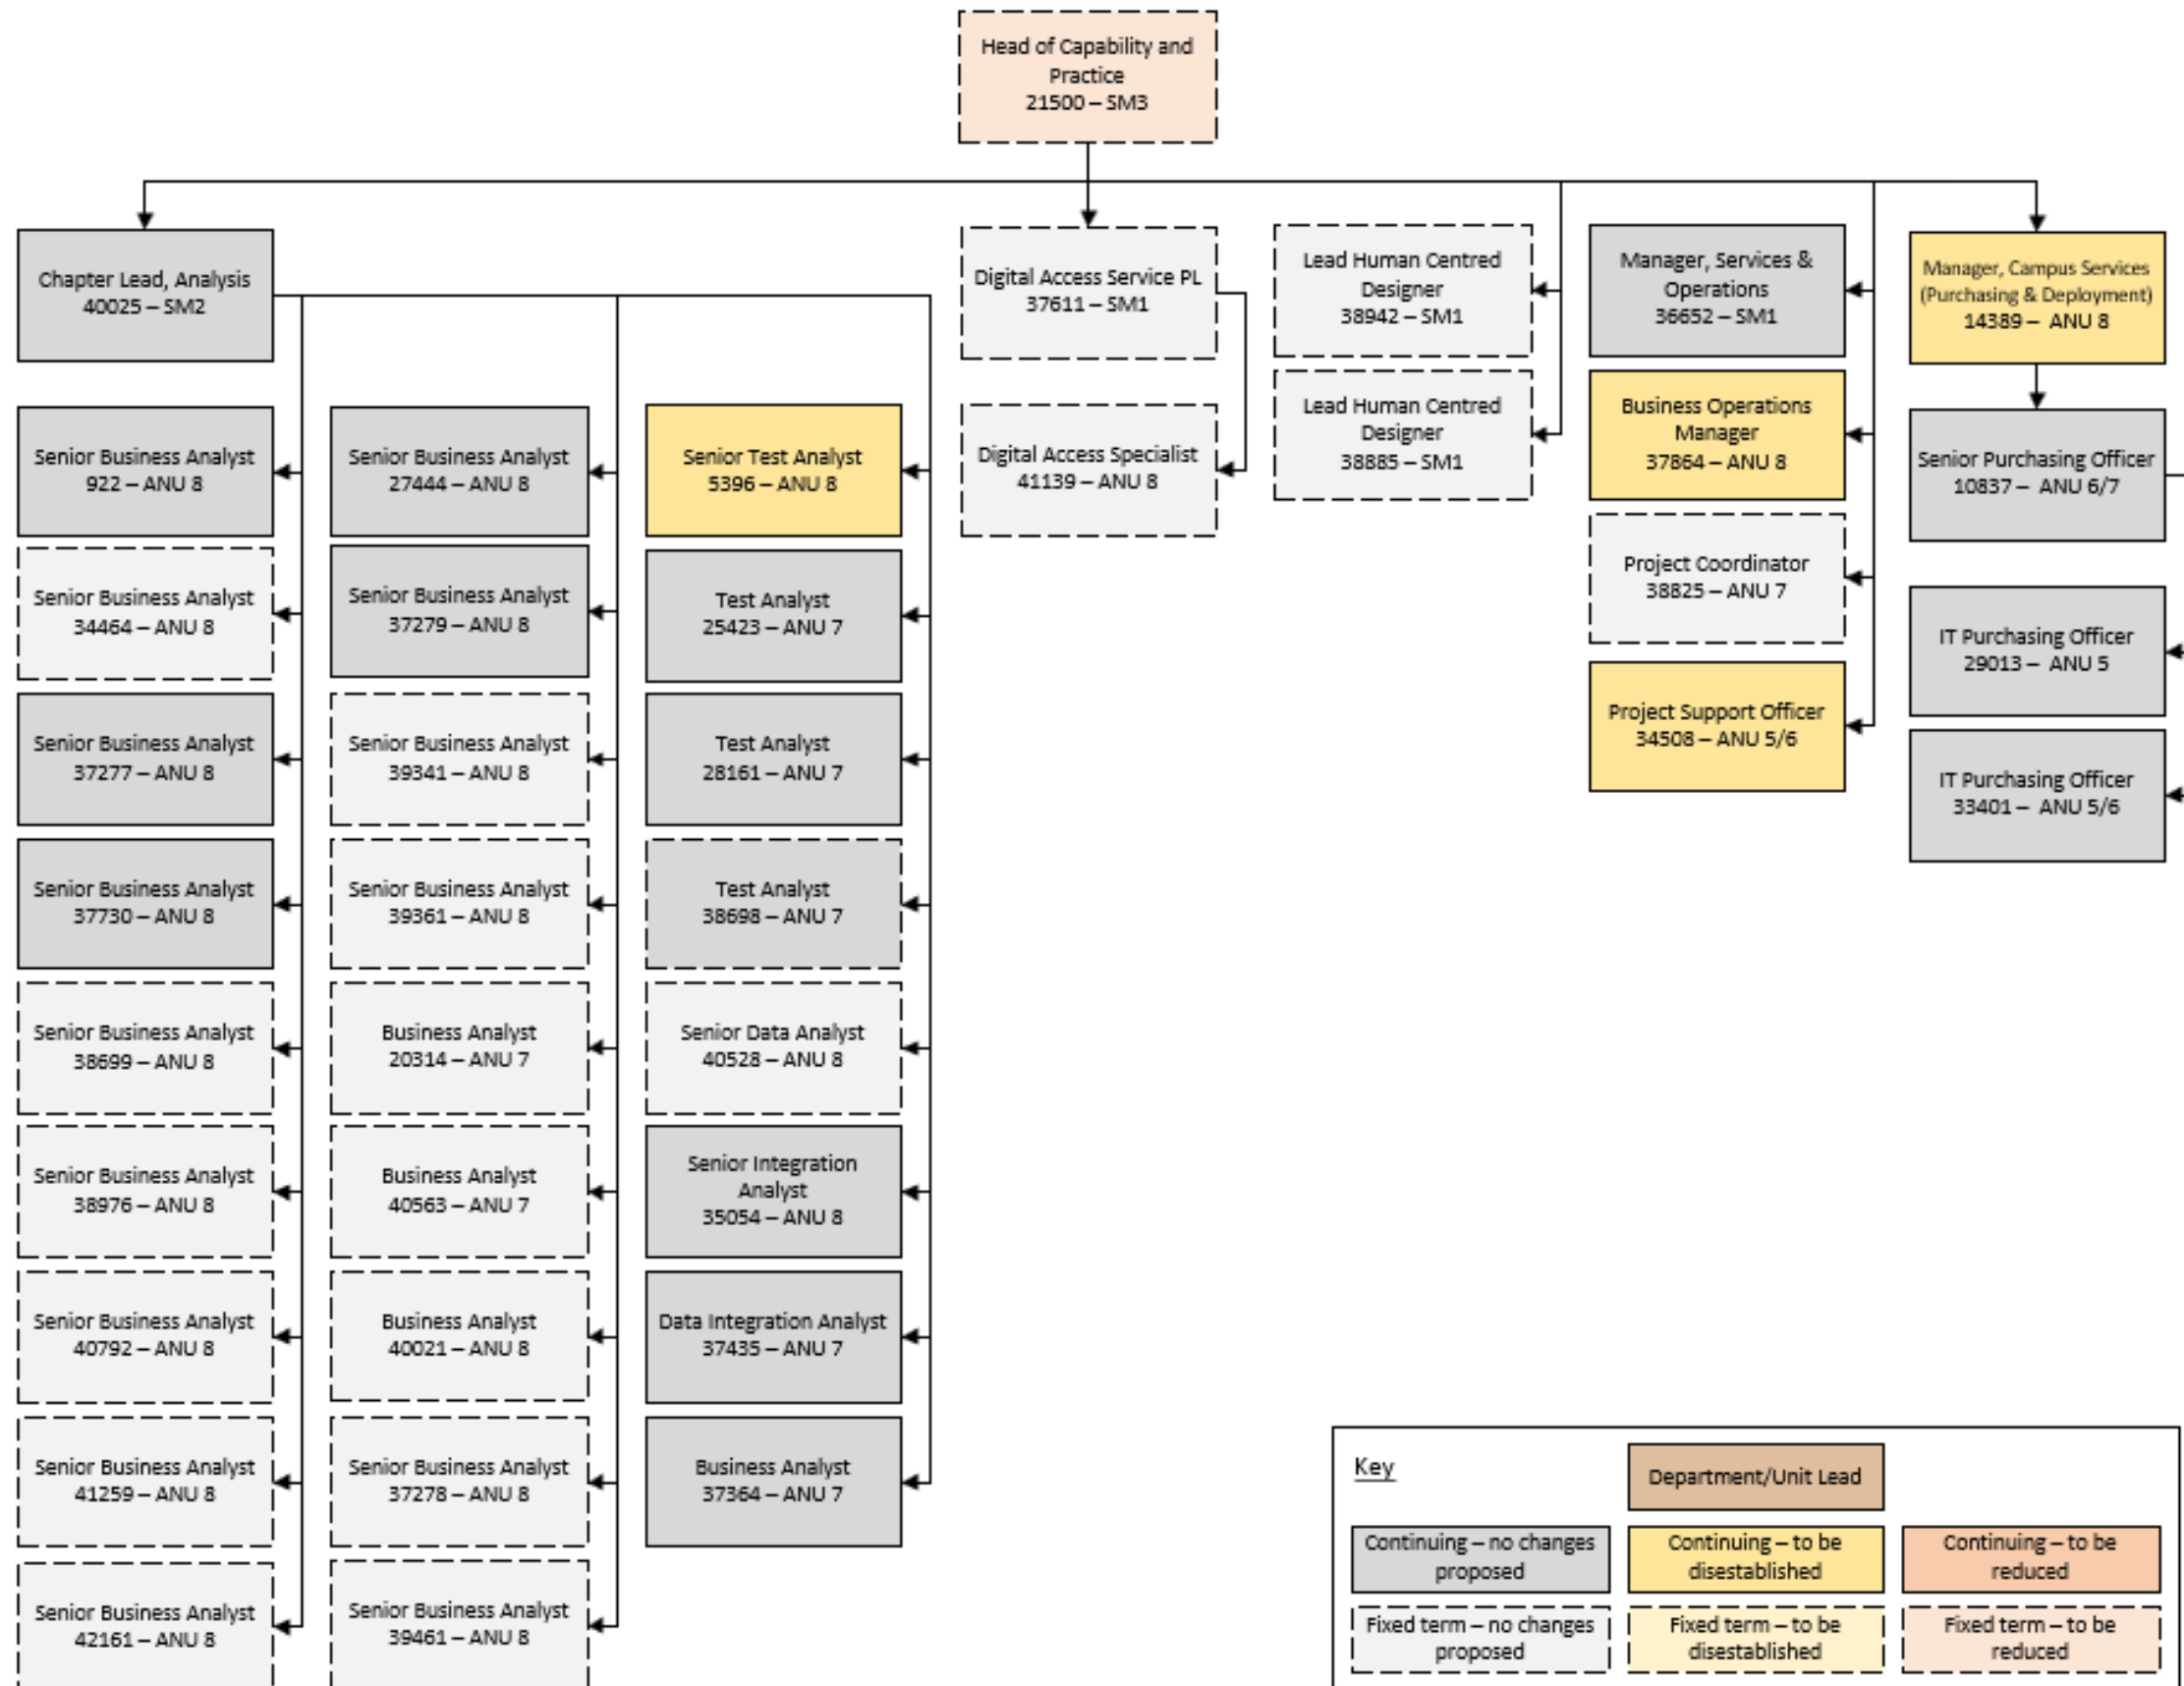 Head of Capability and
Practice
21500 – SM3
Chapter Lead, Analysis
40025 – SM2
Senior Business Analyst
922 – ANU 8
Senior Business Analyst
34464 – ANU 8
Senior Business Analyst
37277 – ANU 8
Senior Business Analyst
37730 – ANU 8
Senior Business Analyst
38699 – ANU 8
Senior Business Analyst
38976 – ANU 8
Senior Business Analyst
40792 – ANU 8
Senior Business Analyst
41259 – ANU 8
Senior Business Analyst
42161 – ANU 8
Senior Business Analyst
27444 – ANU 8
Senior Business Analyst
37279 – ANU 8
Senior Business Analyst
39341 – ANU 8
Senior Business Analyst
39361 – ANU 8
Business Analyst
20314 – ANU 7
Business Analyst
40563 – ANU 7
Business Analyst
40021 – ANU 8
Senior Business Analyst
37278 – ANU 8
Senior Business Analyst
39461 – ANU 8
Senior Test Analyst
5396 – ANU 8
Test Analyst
25423 – ANU 7
Test Analyst
28161 – ANU 7
Test Analyst
38698 – ANU 7
Senior Data Analyst
40528 – ANU 8
Senior Integration
Analyst
35054 – ANU 8
Data Integration Analyst
37435 – ANU 7
Business Analyst
37364 – ANU 7
Digital Access Service PL
37611 – SM1
Digital Access Specialist
41139 – ANU 8
Lead Human Centred
Designer
38942 – SM1
Lead Human Centred
Designer
38885 – SM1
Manager, Services &
Operations
36652 – SM1
Business Operations
Manager
37864 – ANU 8
Project Coordinator
38825 – ANU 7
Project Support Officer
34508 – ANU 5/6
Manager, Campus Services
(Purchasing & Deployment)
14389 – ANU 8
Senior Purchasing Officer
10837 – ANU 6/7
IT Purchasing Officer
29013 – ANU 5
IT Purchasing Officer
33401 – ANU 5/6
Key
Department/Unit Lead
Continuing – no changes
proposed
Continuing – to be
disestablished
Continuing – to be
reduced
Fixed term – no changes
proposed
Fixed term – to be
disestablished
Fixed term – to be
reduced